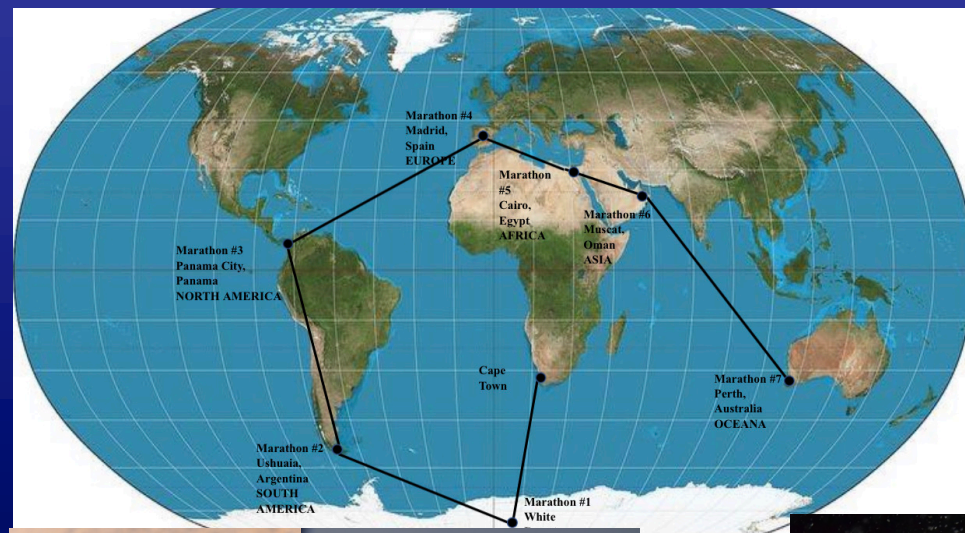 Marathon #4
Madrid,
Spain
EUROPE
Marathon
#5
Cairo,
Egypt
AFRICA
Marathon #6
Muscat,
Oman
ASIA
Marathon #3
Panama City,
Panama
NORTH AMERICA
Cape
Town
Marathon #7
Perth,
Australia
OCEANA
Marathon #2
Ushuaia,
Argentina
SOUTH
AMERICA
Marathon #1
White